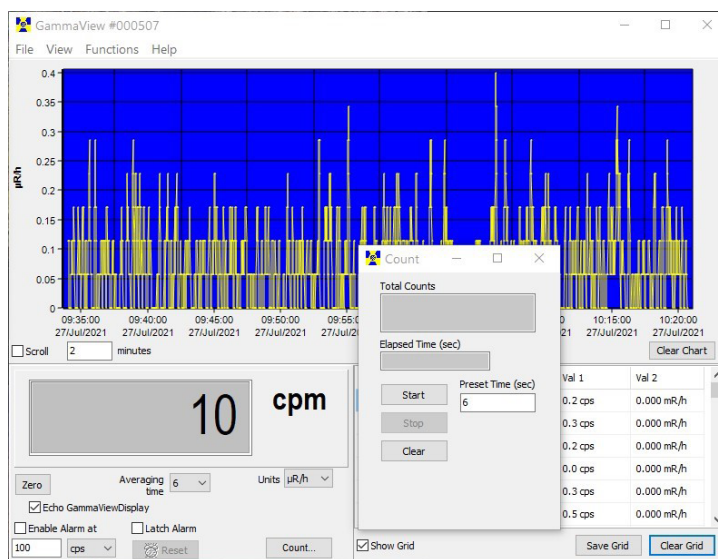 GammaView #000507
File View Functions Help
0.4
0.35
0.3
0.25
0.2
0.15
0.1
0.05
0
µR/h
09:35:00 09:40:00 09:45:00 09:50:00 09:55: 10:15:00 10:20:00
27/Jul/2021 27/Jul/2021 27/Jul/2021 27/Jul/2021 27/Jul 21 27/Jul/2021 27/Jul/2021
Scroll 2 minutes Clear Chart
Count
Total Counts
Elapsed Time (sec)
Start Preset Time (sec)
6
Stop
Clear
10 cpm
Zero Averaging time 6 Units µR/h
Echo GammaViewDisplay
Enable Alarm at Latch Alarm
100 cps Reset Count...
Val 1 Val 2
0.2 cps 0.000 mR/h
0.3 cps 0.000 mR/h
0.2 cps 0.000 mR/h
0.0 cps 0.000 mR/h
0.3 cps 0.000 mR/h
0.5 cps 0.000 mR/h
Show Grid Save Grid Clear Grid